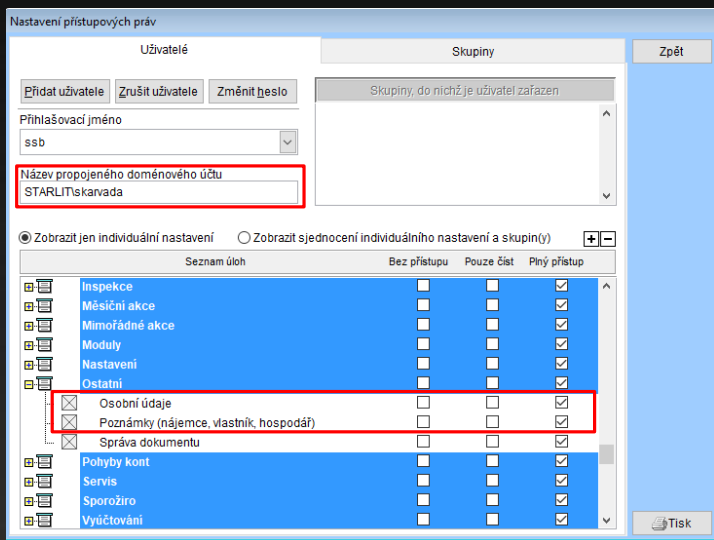 Nastavení přístupových práv
Uživatelé
Skupiny
Zpět
Přidat uživatele
Zrušit uživatele
Změnit heslo
Skupiny, do nichž je uživatel zařazen
Přihlašovací jméno
ssb
Název propojeného doménového účtu
STARLIT\skarvada
Zobrazit jen individuální nastavení
Zobrazit sjednocení individuálního nastavení a skupin(y)
Seznam úloh Bez přístupu Pouze číst Plný přístup
Inspekce
Měsíční akce
Mimořádné akce
Moduly
Nastavení
Ostatní
Osobní údaje
Poznámky (nájemce, vlastník, hospodář)
Správa dokumentu
Pohyby kont
Servis
Sporožiro
Vyúčtování
Tisk